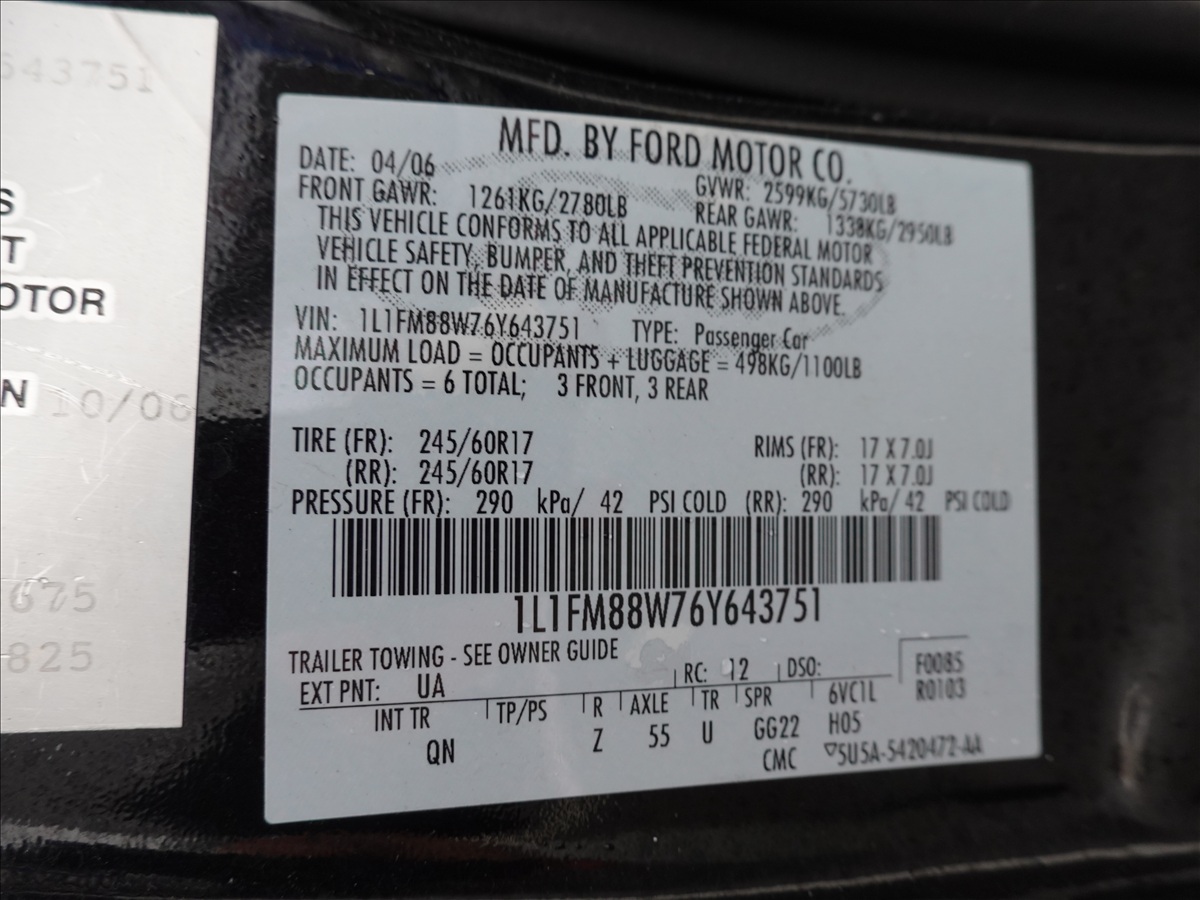 643751
S
T
OTOR
N 10/06
675
825
MFD. BY FORD MOTOR CO.
DATE: 04/06 GVWR: 2599KG/5730LB
FRONT GAWR: 1261KG/2780LB REAR GAWR: 1338KG/2950LB
THIS VEHICLE CONFORMS TO ALL APPLICABLE FEDERAL MOTOR
VEHICLE SAFETY, BUMPER, AND THEFT PREVENTION STANDARDS
IN EFFECT ON THE DATE OF MANUFACTURE SHOWN ABOVE.
VIN: 1L1FM88W76Y643751 TYPE: Passenger Car
MAXIMUM LOAD = OCCUPANTS + LUGGAGE = 498KG/1100LB
OCCUPANTS = 6 TOTAL; 3 FRONT, 3 REAR
TIRE (FR): 245/60R17 RIMS (FR): 17 X 7.0J
(RR): 245/60R17 (RR): 17 X 7.0J
PRESSURE (FR): 290 kPa/ 42 PSI COLD (RR): 290 kPa/ 42 PSI COLD
1L1FM88W76Y643751
TRAILER TOWING - SEE OWNER GUIDE
EXT PNT: UA RC: 12 DSO: F0085
INT TR TP/PS R AXLE TR SPR 6VC1L R0103
QN Z 55 U GG22 H05
CMC 5U5A-5420472-AA